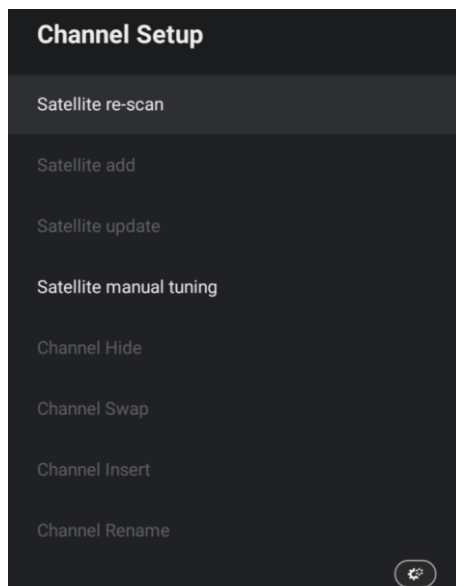 Channel Setup
Satellite re-scan
Satellite add
Satellite update
Satellite manual tuning
Channel Hide
Channel Swap
Channel Insert
Channel Rename